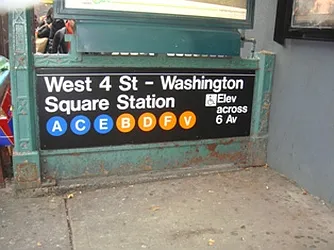 West 4 St - Washington
Square Station
Elev
across
6 Av
A C E B D F V